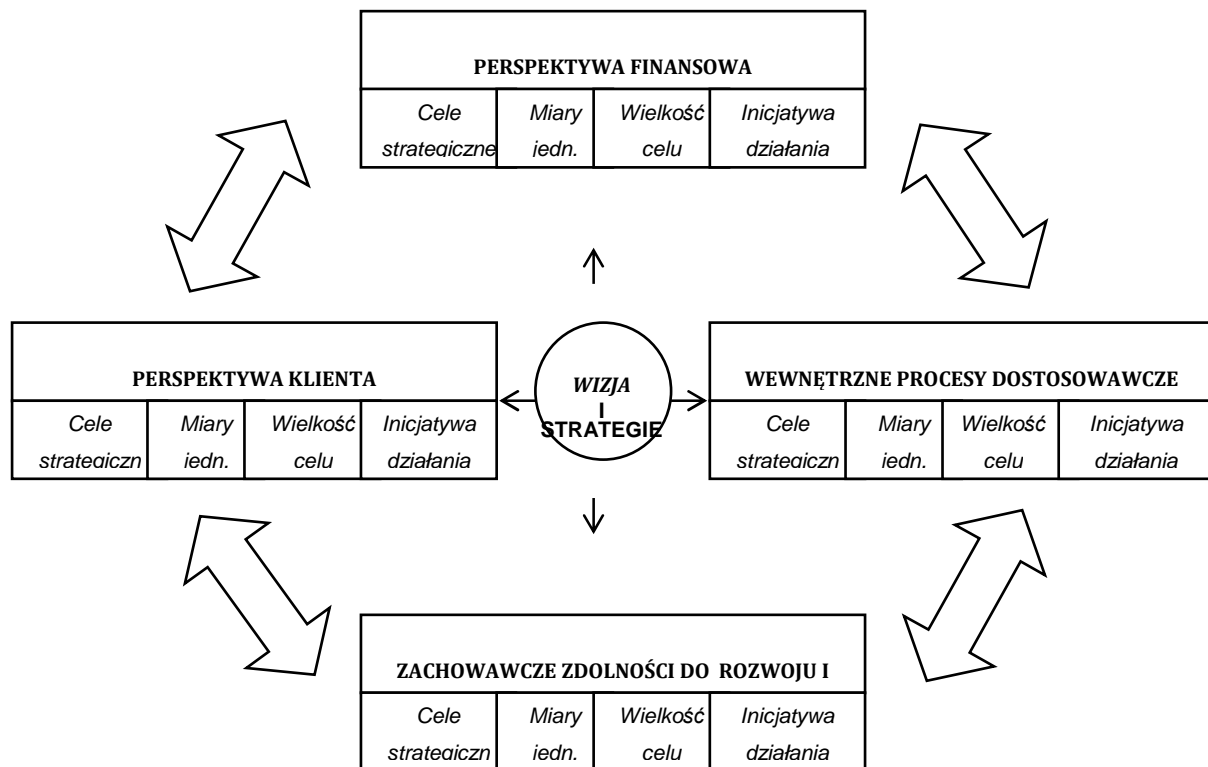 PERSPEKTYWA FINANSOWA
Cele Miary Wielkość Inicjatywa
strategiczne jedn. celu działania
PERSPEKTYWA KLIENTA
Cele Miary Wielkość Inicjatywa
strategiczn jedn. celu działania
WIZJA
I
STRATEGIE
WEWNĘTRZNE PROCESY DOSTOSOWAWCZE
Cele Miary Wielkość Inicjatywa
strategiczn jedn. celu działania
ZACHOWAWCZE ZDOLNOŚCI DO ROZWOJU I
Cele Miary Wielkość Inicjatywa
strategiczn jedn. celu działania